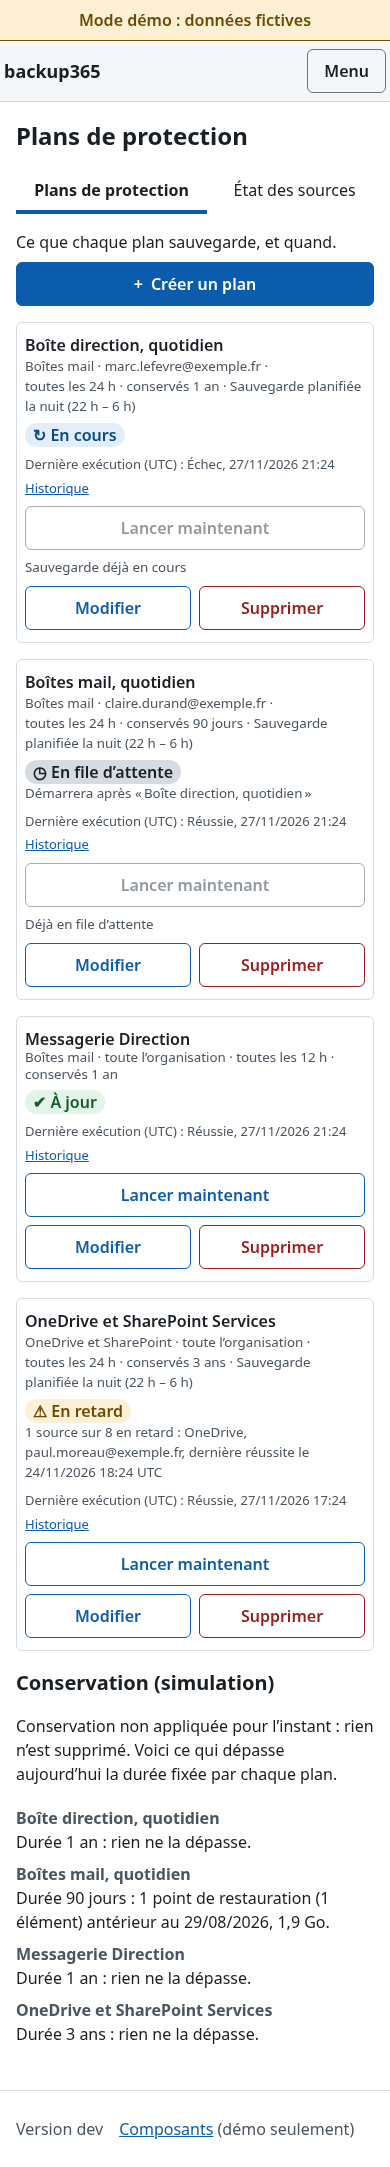 Mode démo : données fictives
backup365
Menu
Plans de protection
Plans de protection
État des sources
Ce que chaque plan sauvegarde, et quand.
+ Créer un plan
Boîte direction, quotidien
Boîtes mail · marc.lefevre@exemple.fr ·
toutes les 24 h · conservés 1 an · Sauvegarde planifiée
la nuit (22 h – 6 h)
↻ En cours
Dernière exécution (UTC) : Échec, 27/11/2026 21:24
Historique
Lancer maintenant
Sauvegarde déjà en cours
Modifier
Supprimer
Boîtes mail, quotidien
Boîtes mail · claire.durand@exemple.fr ·
toutes les 24 h · conservés 90 jours · Sauvegarde
planifiée la nuit (22 h – 6 h)
◷ En file d’attente
Démarrera après « Boîte direction, quotidien »
Dernière exécution (UTC) : Réussie, 27/11/2026 21:24
Historique
Lancer maintenant
Déjà en file d’attente
Modifier
Supprimer
Messagerie Direction
Boîtes mail · toute l’organisation · toutes les 12 h ·
conservés 1 an
✔ À jour
Dernière exécution (UTC) : Réussie, 27/11/2026 21:24
Historique
Lancer maintenant
Modifier
Supprimer
OneDrive et SharePoint Services
OneDrive et SharePoint · toute l’organisation ·
toutes les 24 h · conservés 3 ans · Sauvegarde
planifiée la nuit (22 h – 6 h)
⚠ En retard
1 source sur 8 en retard : OneDrive,
paul.moreau@exemple.fr, dernière réussite le
24/11/2026 18:24 UTC
Dernière exécution (UTC) : Réussie, 27/11/2026 17:24
Historique
Lancer maintenant
Modifier
Supprimer
Conservation (simulation)
Conservation non appliquée pour l’instant : rien
n’est supprimé. Voici ce qui dépasse
aujourd’hui la durée fixée par chaque plan.
Boîte direction, quotidien
Durée 1 an : rien ne la dépasse.
Boîtes mail, quotidien
Durée 90 jours : 1 point de restauration (1
élément) antérieur au 29/08/2026, 1,9 Go.
Messagerie Direction
Durée 1 an : rien ne la dépasse.
OneDrive et SharePoint Services
Durée 3 ans : rien ne la dépasse.
Version dev Composants (démo seulement)